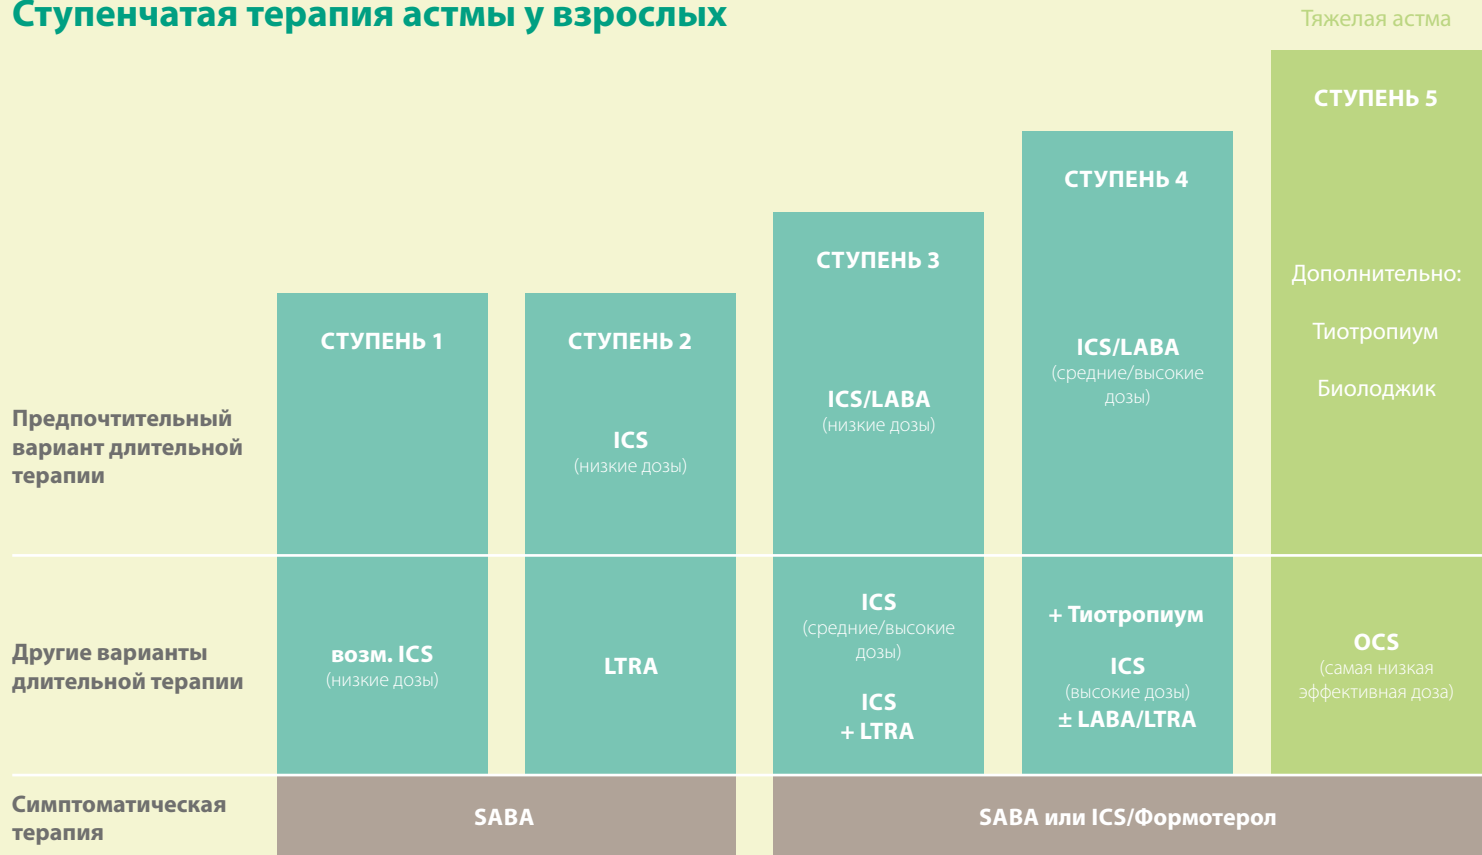 Ступенчатая терапия астмы у взрослых
Тяжелая астма
СТУПЕНЬ 1
СТУПЕНЬ 2
СТУПЕНЬ 3
СТУПЕНЬ 4
СТУПЕНЬ 5
Предпочтительный
вариант длительной
терапии
ICS
(низкие дозы)
ICS/LABA
(низкие дозы)
ICS/LABA
(средние/высокие
дозы)
Дополнительно:
Тиотропиум
Биолоджик
Другие варианты
длительной терапии
возм. ICS
(низкие дозы)
LTRA
ICS
(средние/высокие
дозы)
ICS
+ LTRA
+ Тиотропиум
ICS
(высокие дозы)
± LABA/LTRA
OCS
(самая низкая
эффективная доза)
Симптоматическая
терапия
SABA
SABA или ICS/Формотерол